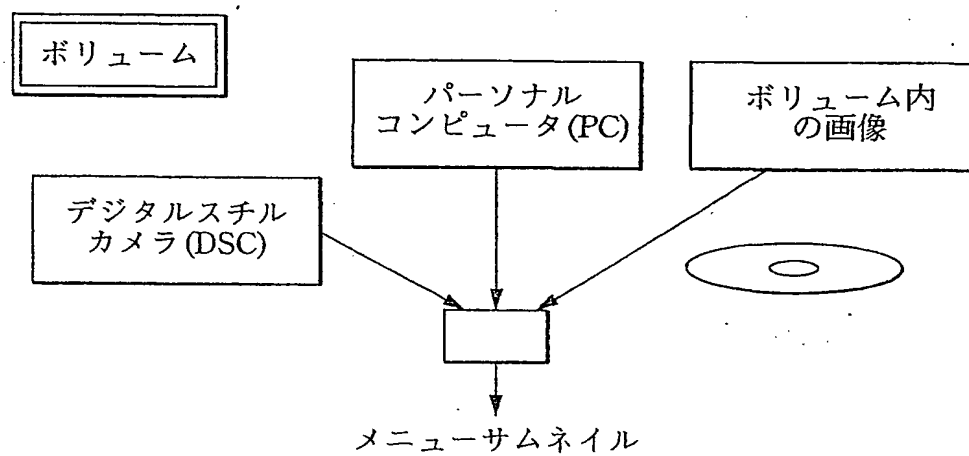 ボリューム
パーソナル
コンピュータ(PC)
ボリューム内
の画像
デジタルスチル
カメラ(DSC)
メニューサムネイル